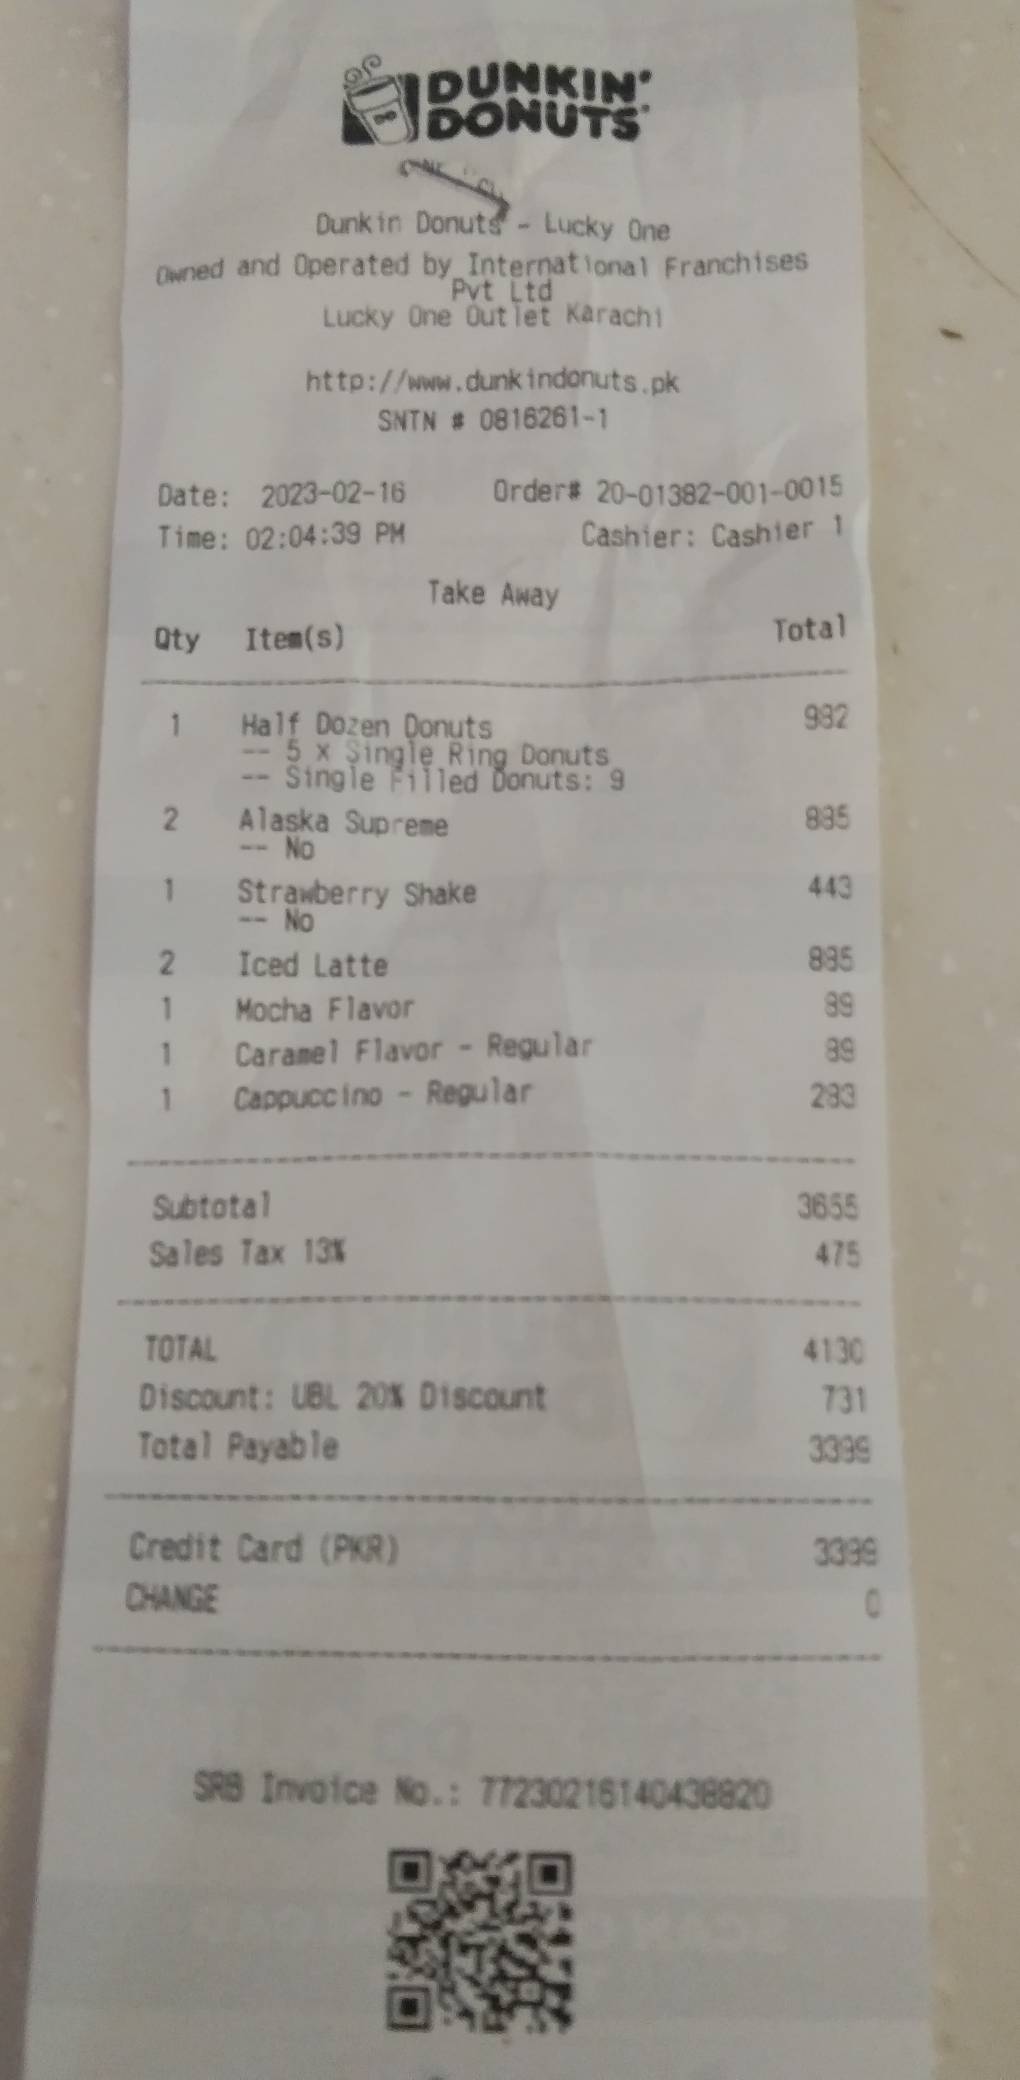 DUNKIN'
DONUTS
Dunkin Donuts - Lucky One
Owned and Operated by International Franchises
Pvt Ltd
Lucky One Outlet Karachi
http://www.dunkindonuts.pk
SNTN # 0816261-1
Date: 2023-02-16 Order# 20-01382-001-0015
Time: 02:04:39 PM Cashier: Cashier 1
Take Away
Qty Item(s) Total
1 Half Dozen Donuts 982
-- 5 x Single Ring Donuts
-- Single Filled Donuts: 9
2 Alaska Supreme 885
-- No
1 Strawberry Shake 443
-- No
2 Iced Latte 885
1 Mocha Flavor 89
1 Caramel Flavor - Regular 89
1 Cappuccino - Regular 283
Subtotal 3655
Sales Tax 13% 475
TOTAL 4130
Discount: UBL 20% Discount 731
Total Payable 3399
Credit Card (PKR) 3399
CHANGE 0
SRB Invoice No.: 77230216140438820